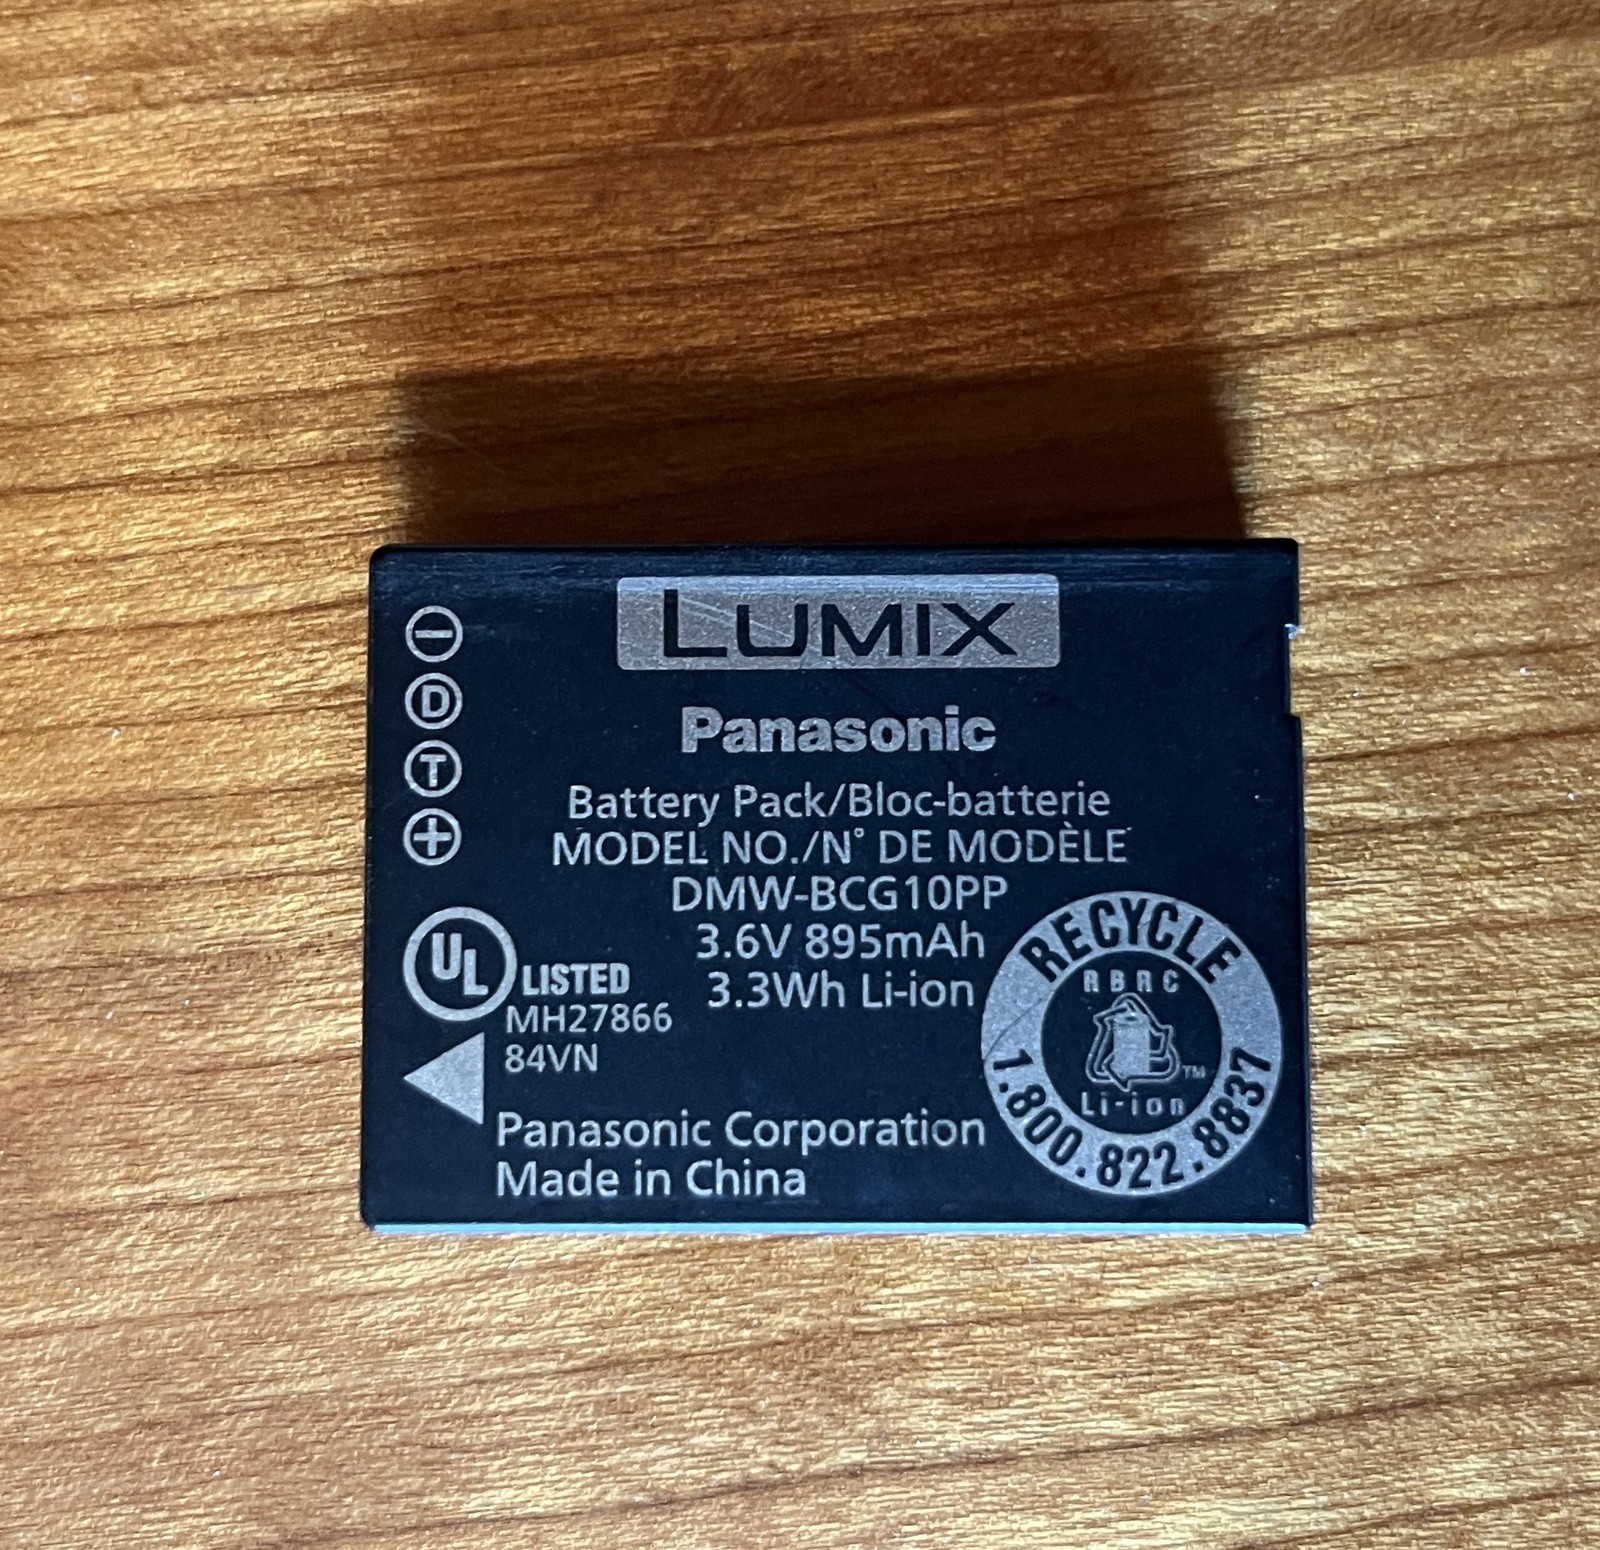 LUMIX
Panasonic
Battery Pack/Bloc-batterie
MODEL NO./N° DE MODÈLE
DMW-BCG10PP
3.6V 895mAh
3.3Wh Li-ion
−
D
T
+
UL LISTED
MH27866
84VN
Panasonic Corporation
Made in China
RECYCLE
RBRC
TM
Li-ion
1.800.822.8837